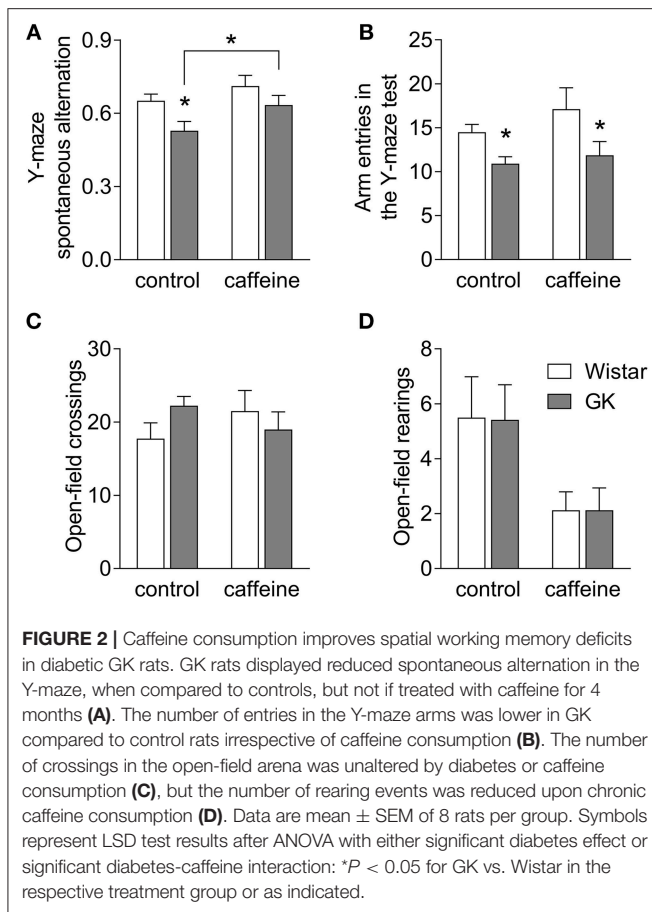 A
Y-maze
spontaneous alternation
0.9
0.6
0.3
0.0
*
*
control
caffeine
B
Arm entries in
the Y-maze test
25
20
15
10
5
0
*
*
control
caffeine
C
Open-field crossings
30
20
10
0
control
caffeine
D
Open-field rearings
8
6
4
2
0
Wistar
GK
control
caffeine
FIGURE 2 | Caffeine consumption improves spatial working memory deficits
in diabetic GK rats. GK rats displayed reduced spontaneous alternation in the
Y-maze, when compared to controls, but not if treated with caffeine for 4
months (A). The number of entries in the Y-maze arms was lower in GK
compared to control rats irrespective of caffeine consumption (B). The number
of crossings in the open-field arena was unaltered by diabetes or caffeine
consumption (C), but the number of rearing events was reduced upon chronic
caffeine consumption (D). Data are mean ± SEM of 8 rats per group. Symbols
represent LSD test results after ANOVA with either significant diabetes effect or
significant diabetes-caffeine interaction: *P < 0.05 for GK vs. Wistar in the
respective treatment group or as indicated.